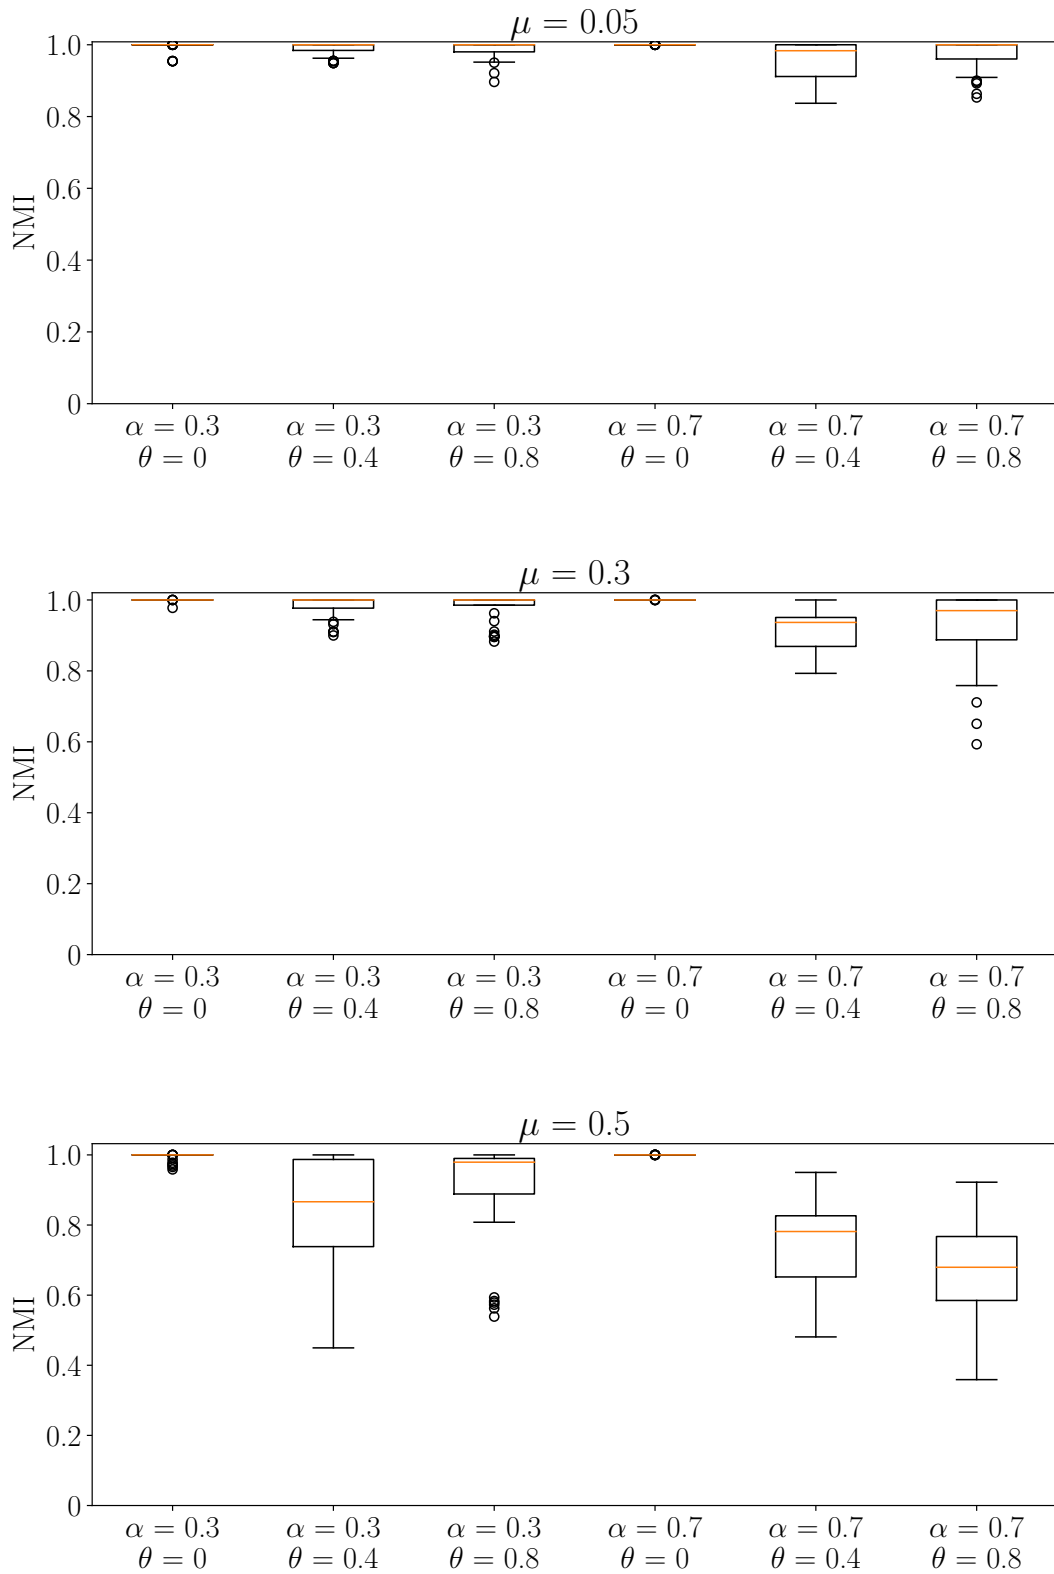 μ = 0.05
1.0
0.8
0.6
0.4
0.2
0
NMI
α = 0.3 α = 0.3 α = 0.3 α = 0.7 α = 0.7 α = 0.7
θ = 0 θ = 0.4 θ = 0.8 θ = 0 θ = 0.4 θ = 0.8
μ = 0.3
1.0
0.8
0.6
0.4
0.2
0
NMI
α = 0.3 α = 0.3 α = 0.3 α = 0.7 α = 0.7 α = 0.7
θ = 0 θ = 0.4 θ = 0.8 θ = 0 θ = 0.4 θ = 0.8
μ = 0.5
1.0
0.8
0.6
0.4
0.2
0
NMI
α = 0.3 α = 0.3 α = 0.3 α = 0.7 α = 0.7 α = 0.7
θ = 0 θ = 0.4 θ = 0.8 θ = 0 θ = 0.4 θ = 0.8